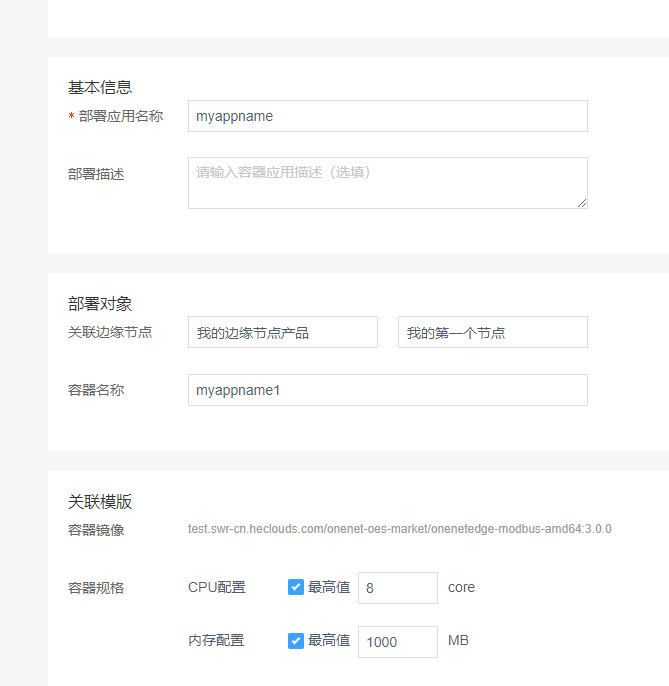 基本信息
* 部署应用名称 myappname
部署描述 请输入容器应用描述（选填）
部署对象
关联边缘节点 我的边缘节点产品 我的第一个节点
容器名称 myappname1
关联模版
容器镜像 test.swr-cn.heclouds.com/onenet-oes-market/onenetedge-modbus-amd64:3.0.0
容器规格 CPU配置 最高值 8 core
内存配置 最高值 1000 MB